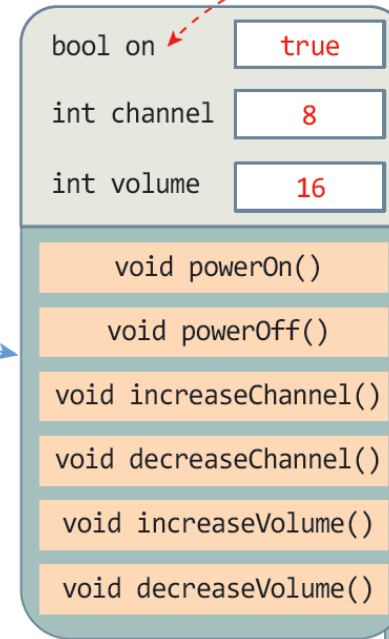 bool on true
int channel 8
int volume 16
void powerOn()
void powerOff()
void increaseChannel()
void decreaseChannel()
void increaseVolume()
void decreaseVolume()